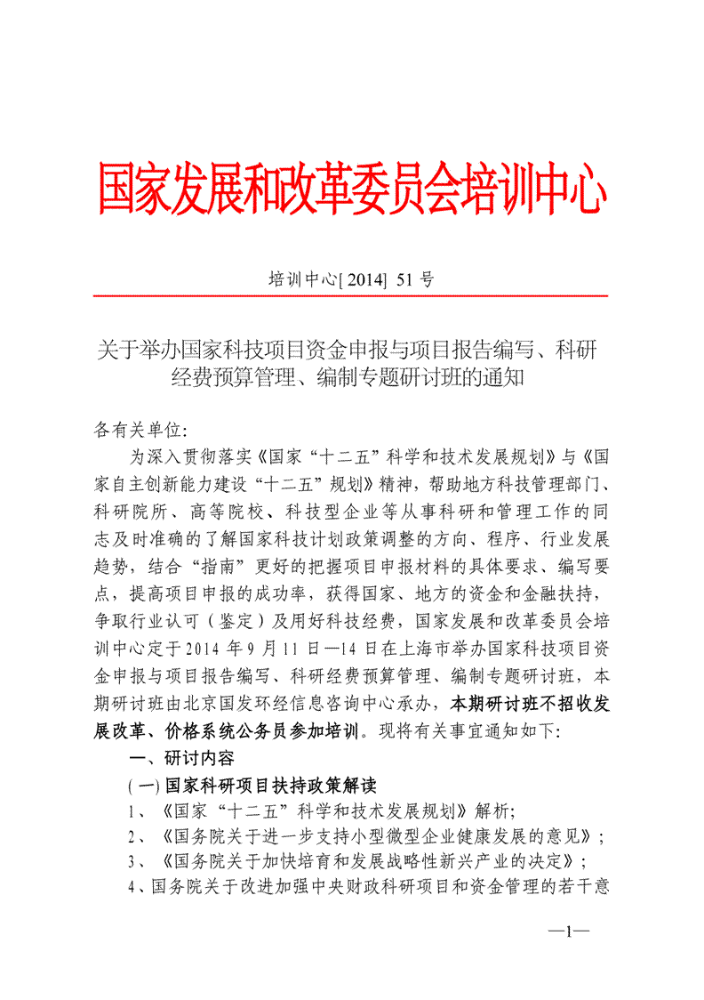 国家发展和改革委员会培训中心
培训中心[2014] 51号
关于举办国家科技项目资金申报与项目报告编写、科研
经费预算管理、编制专题研讨班的通知
各有关单位：
为深入贯彻落实《国家“十二五”科学和技术发展规划》与《国
家自主创新能力建设“十二五”规划》精神，帮助地方科技管理部门、
科研院所、高等院校、科技型企业等从事科研和管理工作的同
志及时准确的了解国家科技计划政策调整的方向、程序、行业发展
趋势，结合“指南”更好的把握项目申报材料的具体要求、编写要
点，提高项目申报的成功率，获得国家、地方的资金和金融扶持，
争取行业认可（鉴定）及用好科技经费，国家发展和改革委员会培
训中心定于2014年9月11日—14日在上海市举办国家科技项目资
金申报与项目报告编写、科研经费预算管理、编制专题研讨班，本
期研讨班由北京国发环经信息咨询中心承办，本期研讨班不招收发
展改革、价格系统公务员参加培训。现将有关事宜通知如下：
一、研讨内容
(一)国家科研项目扶持政策解读
1、《国家“十二五”科学和技术发展规划》解析；
2、《国务院关于进一步支持小型微型企业健康发展的意见》；
3、《国务院关于加快培育和发展战略性新兴产业的决定》；
4、国务院关于改进加强中央财政科研项目和资金管理的若干意
—1—